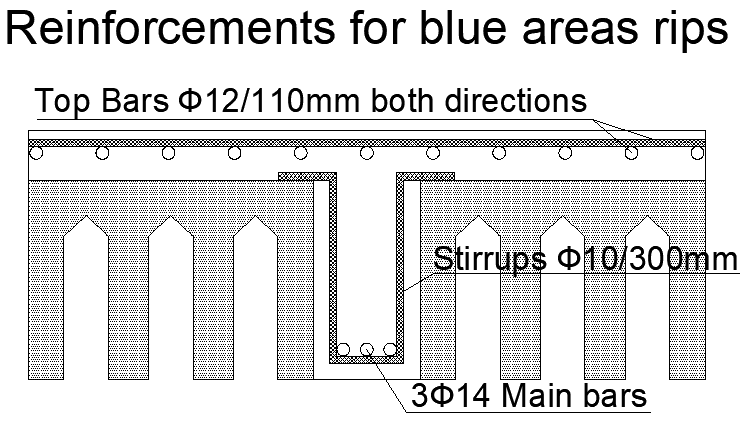 Reinforcements for blue areas rips
Top Bars Φ12/110mm both directions
Stirrups Φ10/300mm
3Φ14 Main bars